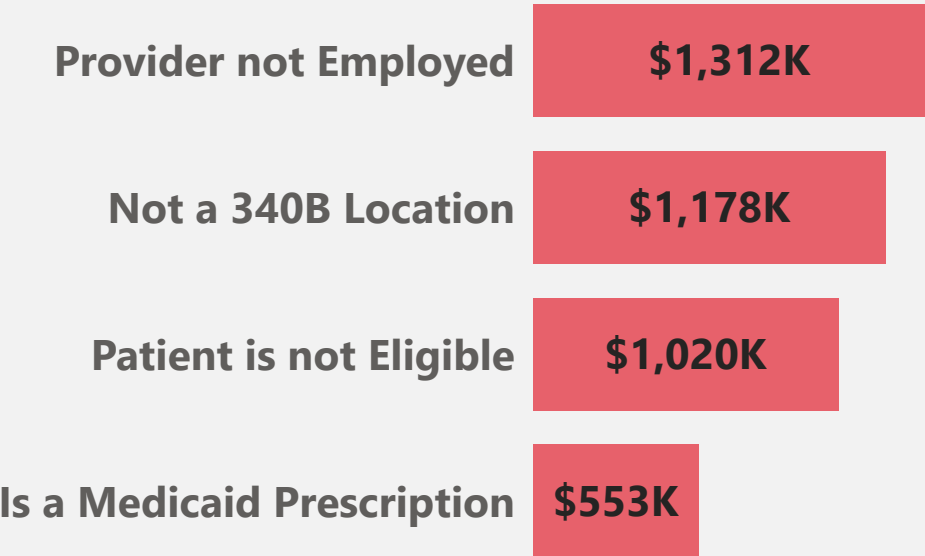 Provider not Employed $1,312K
Not a 340B Location $1,178K
Patient is not Eligible $1,020K
Is a Medicaid Prescription $553K